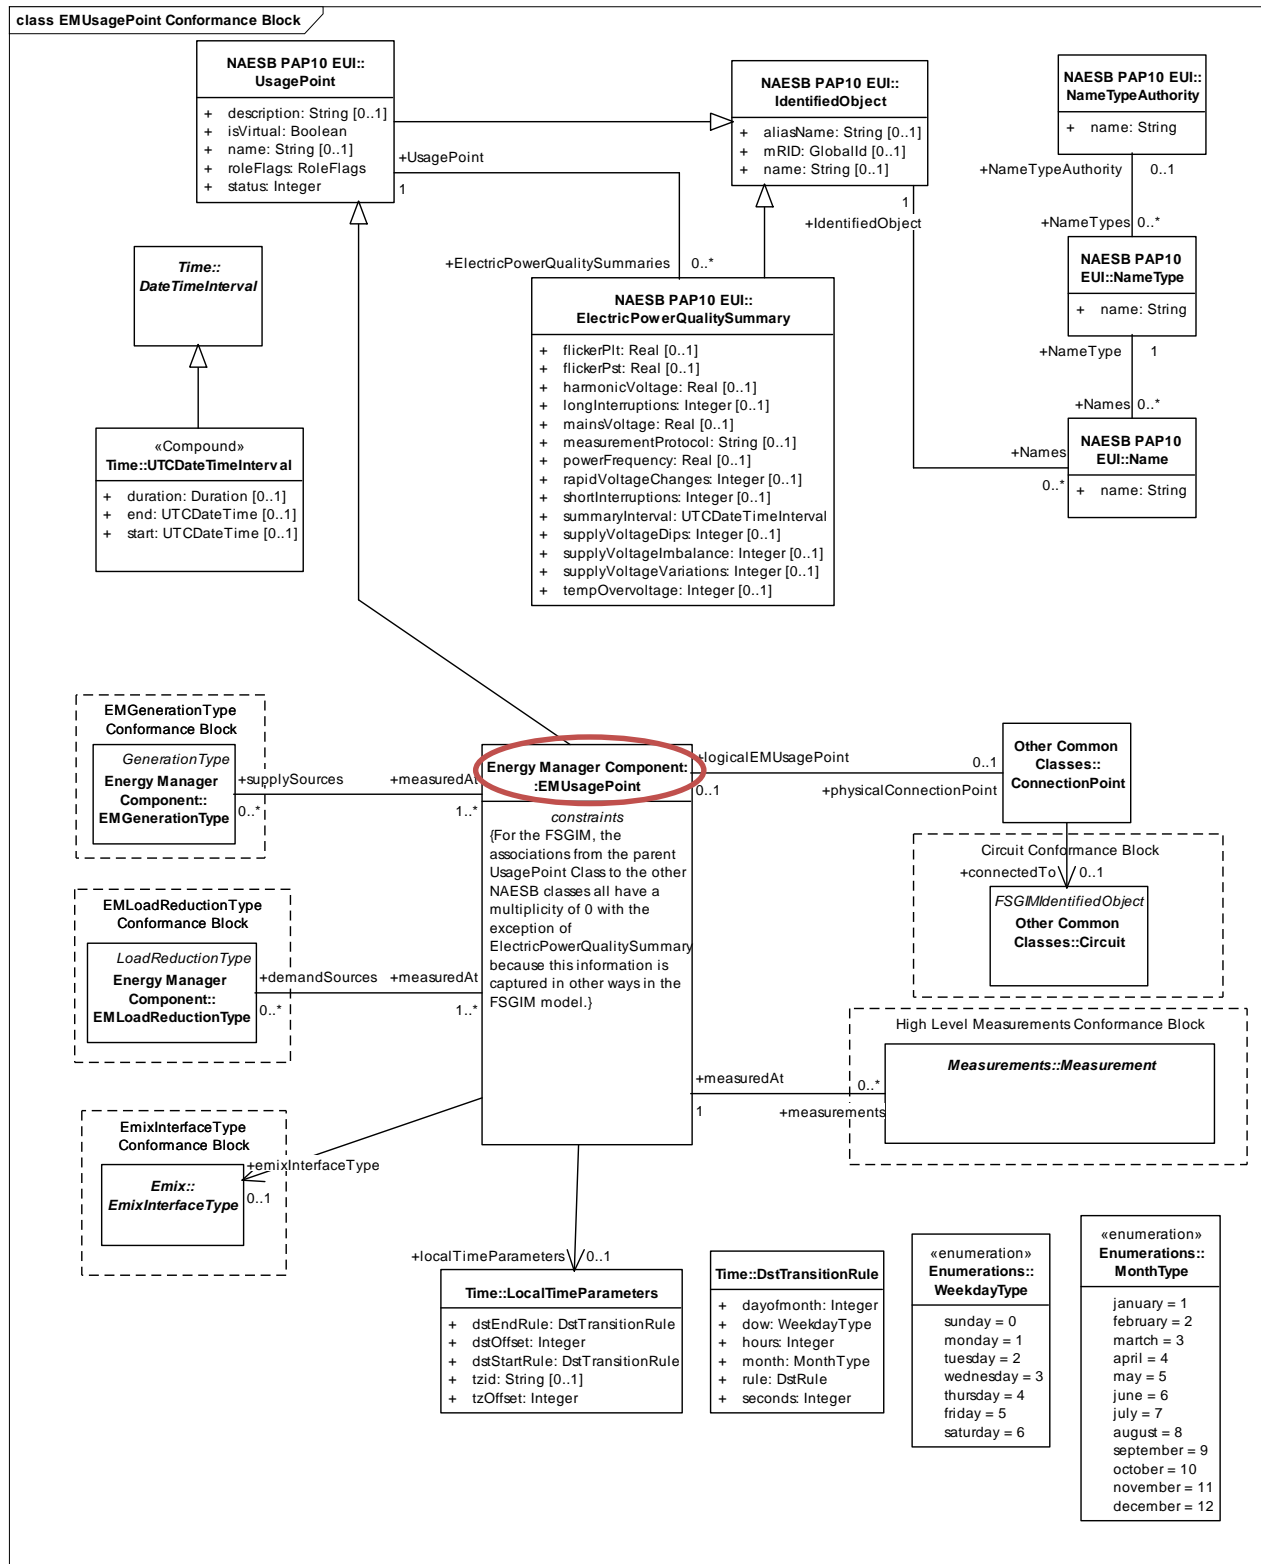 class EMUsagePoint Conformance Block
NAESB PAP10 EUI::
UsagePoint
+ description: String [0..1]
+ isVirtual: Boolean
+ name: String [0..1]
+ roleFlags: RoleFlags
+ status: Integer
NAESB PAP10 EUI::
IdentifiedObject
+ aliasName: String [0..1]
+ mRID: GlobalId [0..1]
+ name: String [0..1]
NAESB PAP10 EUI::
NameTypeAuthority
+ name: String
+UsagePoint
1
+NameTypeAuthority 0..1
1
+IdentifiedObject
+NameTypes 0..*
NAESB PAP10
EUI::NameType
+ name: String
Time::
DateTimeInterval
+ElectricPowerQualitySummaries 0..*
NAESB PAP10 EUI::
ElectricPowerQualitySummary
+ flickerPlt: Real [0..1]
+ flickerPst: Real [0..1]
+ harmonicVoltage: Real [0..1]
+ longInterruptions: Integer [0..1]
+ mainsVoltage: Real [0..1]
+ measurementProtocol: String [0..1]
+ powerFrequency: Real [0..1]
+ rapidVoltageChanges: Integer [0..1]
+ shortInterruptions: Integer [0..1]
+ summaryInterval: UTCDateTimeInterval
+ supplyVoltageDips: Integer [0..1]
+ supplyVoltageImbalance: Integer [0..1]
+ supplyVoltageVariations: Integer [0..1]
+ tempOvervoltage: Integer [0..1]
+NameType 1
+Names 0..*
+Names
0..*
NAESB PAP10
EUI::Name
+ name: String
«Compound»
Time::UTCDateTimeInterval
+ duration: Duration [0..1]
+ end: UTCDateTime [0..1]
+ start: UTCDateTime [0..1]
EMGenerationType
Conformance Block
GenerationType
Energy Manager
Component::
EMGenerationType
+supplySources
0..*
+measuredAt
1..*
Energy Manager Component:
:EMUsagePoint
constraints
{For the FSGIM, the
associations from the parent
UsagePoint Class to the other
NAESB classes all have a
multiplicity of 0 with the
exception of
ElectricPowerQualitySummary
because this information is
captured in other ways in the
FSGIM model.}
+logicalEMUsagePoint
0..1
0..1
+physicalConnectionPoint
Other Common
Classes::
ConnectionPoint
Circuit Conformance Block
+connectedTo 0..1
FSGIMIdentifiedObject
Other Common
Classes::Circuit
EMLoadReductionType
Conformance Block
LoadReductionType
Energy Manager
Component::
EMLoadReductionType
+demandSources
0..*
+measuredAt
1..*
High Level Measurements Conformance Block
Measurements::Measurement
+measuredAt
1
0..*
+measurements
EmixInterfaceType
Conformance Block
Emix::
EmixInterfaceType
+emixInterfaceType
0..1
+localTimeParameters 0..1
Time::LocalTimeParameters
+ dstEndRule: DstTransitionRule
+ dstOffset: Integer
+ dstStartRule: DstTransitionRule
+ tzid: String [0..1]
+ tzOffset: Integer
Time::DstTransitionRule
+ dayofmonth: Integer
+ dow: WeekdayType
+ hours: Integer
+ month: MonthType
+ rule: DstRule
+ seconds: Integer
«enumeration»
Enumerations::
WeekdayType
sunday = 0
monday = 1
tuesday = 2
wednesday = 3
thursday = 4
friday = 5
saturday = 6
«enumeration»
Enumerations::
MonthType
january = 1
february = 2
martch = 3
april = 4
may = 5
june = 6
july = 7
august = 8
september = 9
october = 10
november = 11
december = 12